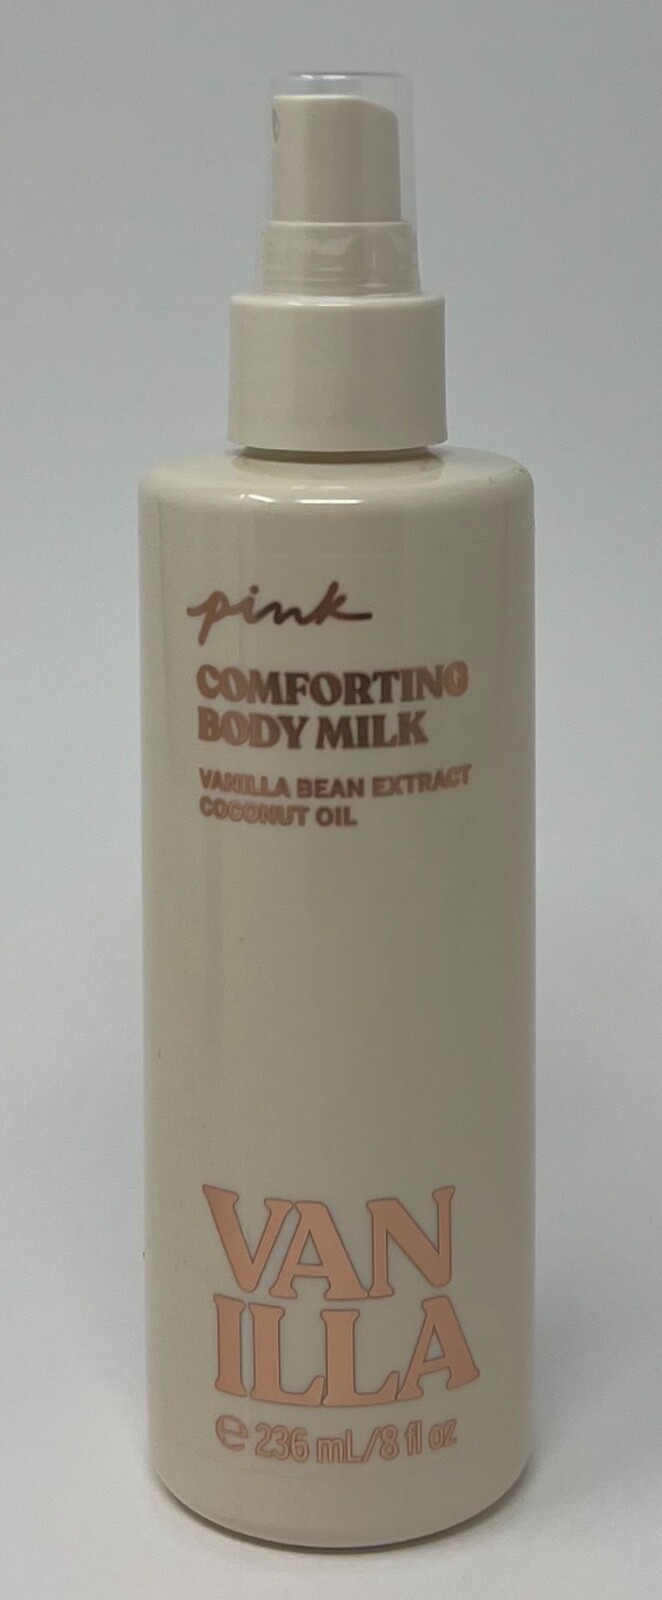 pink
COMFORTING
BODY MILK
VANILLA BEAN EXTRACT
COCONUT OIL
VAN
ILLA
℮ 236 mL/8 fl oz